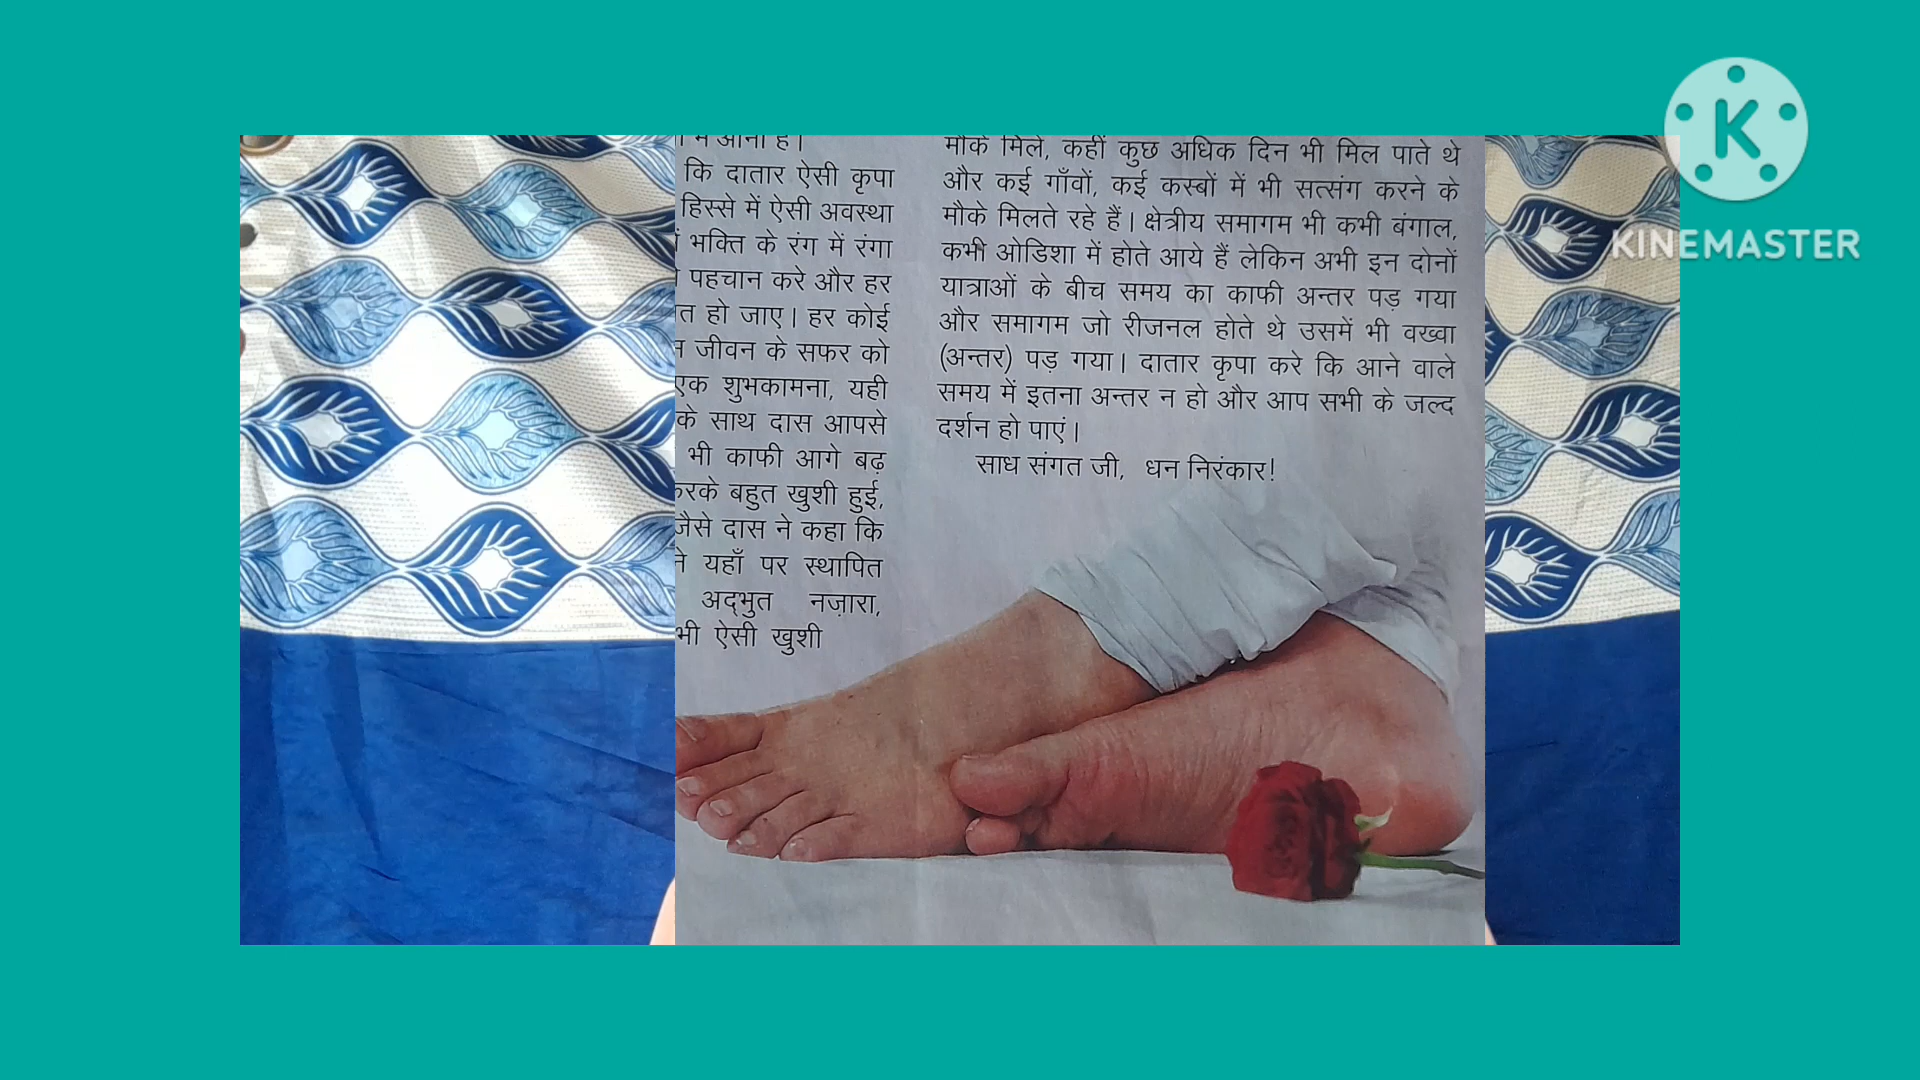 में आना है।
कि दातार ऐसी कृपा
हिस्से में ऐसी अवस्था
भक्ति के रंग में रंगा
पहचान करे और हर
हो जाए। हर कोई
जीवन के सफर को
एक शुभकामना, यही
के साथ दास आपसे
भी काफी आगे बढ़
करके बहुत खुशी हुई,
जैसे दास ने कहा कि
यहाँ पर स्थापित
अद्भुत नज़ारा,
भी ऐसी खुशी
मौके मिले, कहीं कुछ अधिक दिन भी मिल पाते थे
और कई गाँवों, कई कस्बों में भी सत्संग करने के
मौके मिलते रहे हैं। क्षेत्रीय समागम भी कभी बंगाल,
कभी ओडिशा में होते आये हैं लेकिन अभी इन दोनों
यात्राओं के बीच समय का काफी अन्तर पड़ गया
और समागम जो रीजनल होते थे उसमें भी वख्वा
(अन्तर) पड़ गया। दातार कृपा करे कि आने वाले
समय में इतना अन्तर न हो और आप सभी के जल्द
दर्शन हो पाएं।
साध संगत जी, धन निरंकार!
K
KINEMASTER